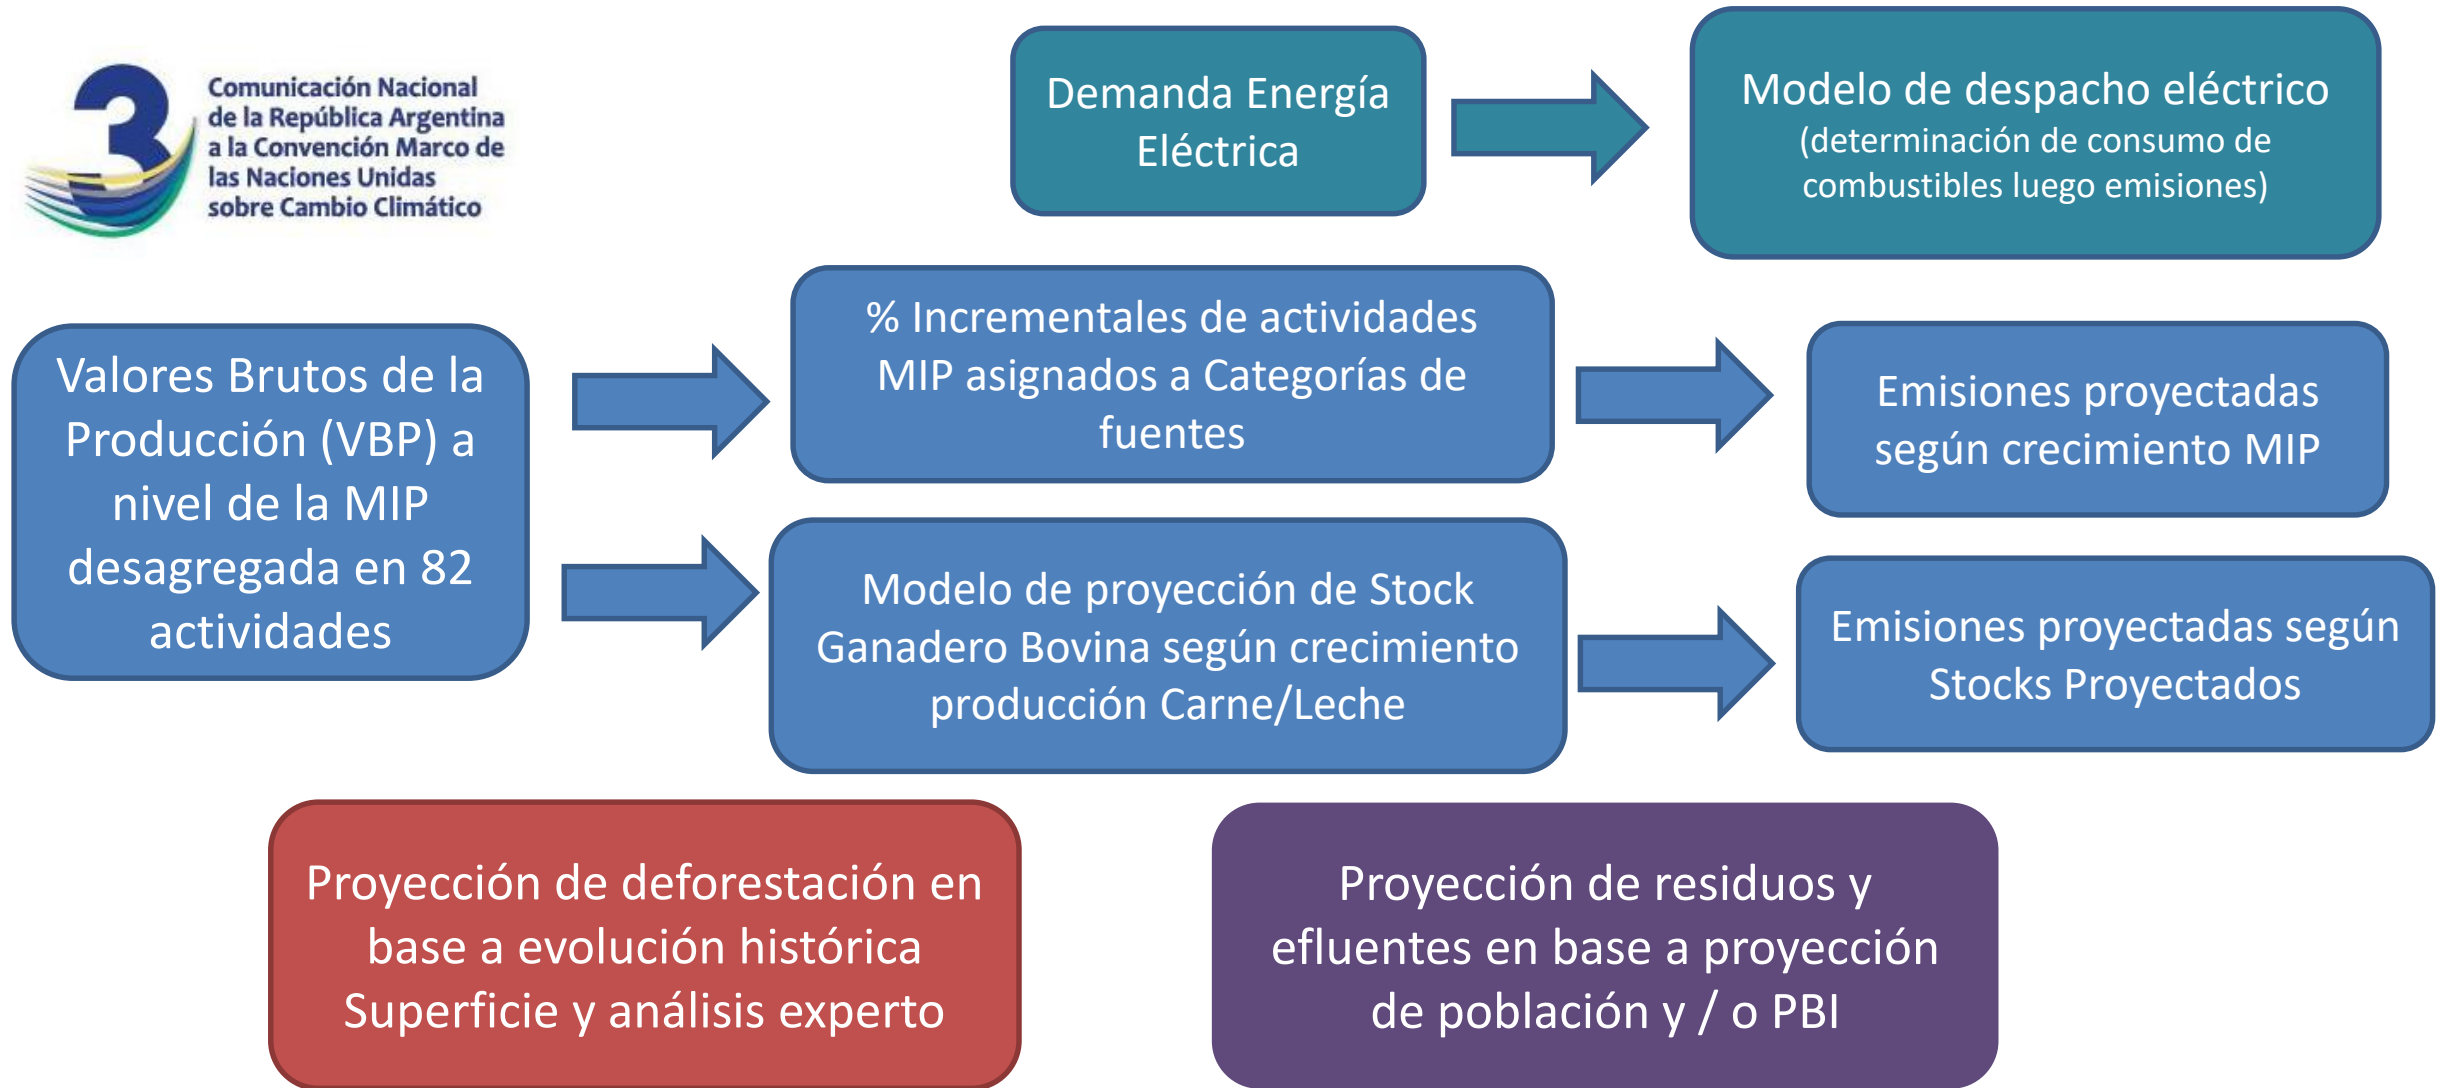 3
Comunicación Nacional
de la República Argentina
a la Convención Marco de
las Naciones Unidas
sobre Cambio Climático
Demanda Energía
Eléctrica
Modelo de despacho eléctrico
(determinación de consumo de
combustibles luego emisiones)
Valores Brutos de la
Producción (VBP) a
nivel de la MIP
desagregada en 82
actividades
% Incrementales de actividades
MIP asignados a Categorías de
fuentes
Emisiones proyectadas
según crecimiento MIP
Modelo de proyección de Stock
Ganadero Bovina según crecimiento
producción Carne/Leche
Emisiones proyectadas según
Stocks Proyectados
Proyección de deforestación en
base a evolución histórica
Superficie y análisis experto
Proyección de residuos y
efluentes en base a proyección
de población y / o PBI